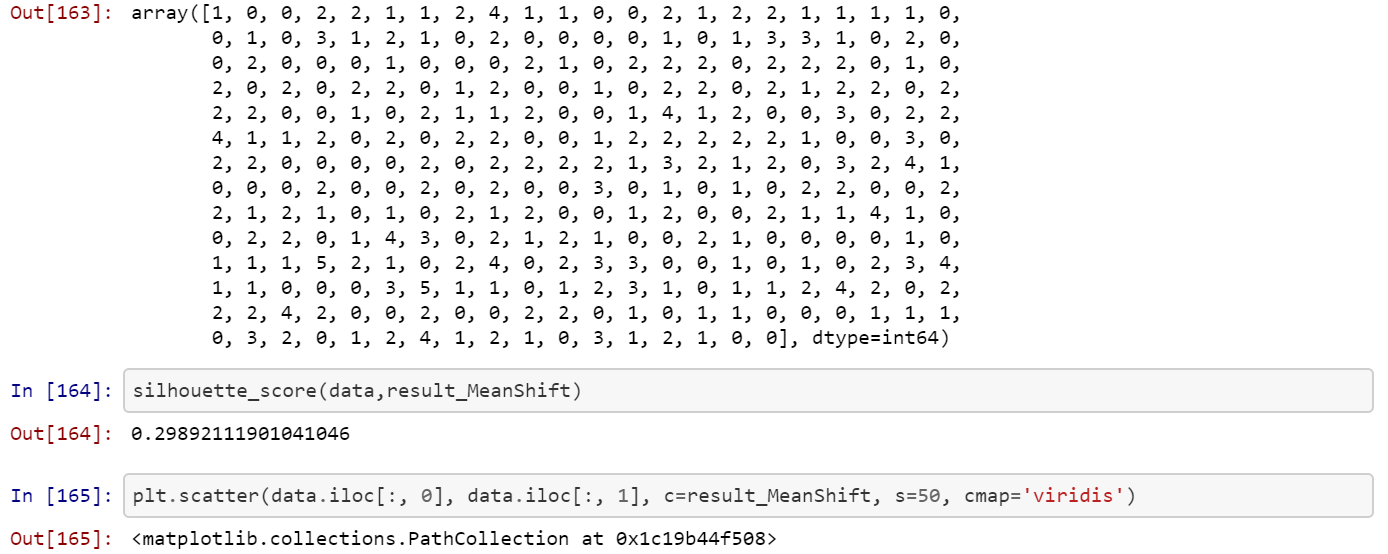 Out[163]: array([1, 0, 0, 2, 2, 1, 1, 2, 4, 1, 1, 0, 0, 2, 1, 2, 2, 1, 1, 1, 1, 0,
0, 1, 0, 3, 1, 2, 1, 0, 2, 0, 0, 0, 0, 1, 0, 1, 3, 3, 1, 0, 2, 0,
0, 2, 0, 0, 0, 1, 0, 0, 0, 2, 1, 0, 2, 2, 2, 0, 2, 2, 2, 0, 1, 0,
2, 0, 2, 0, 2, 2, 0, 1, 2, 0, 0, 1, 0, 2, 2, 0, 2, 1, 2, 2, 0, 2,
2, 2, 0, 0, 1, 0, 2, 1, 1, 2, 0, 0, 1, 4, 1, 2, 0, 0, 3, 0, 2, 2,
4, 1, 1, 2, 0, 2, 0, 2, 2, 0, 0, 1, 2, 2, 2, 2, 2, 1, 0, 0, 3, 0,
2, 2, 0, 0, 0, 0, 2, 0, 2, 2, 2, 2, 1, 3, 2, 1, 2, 0, 3, 2, 4, 1,
0, 0, 0, 2, 0, 0, 2, 0, 2, 0, 0, 3, 0, 1, 0, 1, 0, 2, 2, 0, 0, 2,
2, 1, 2, 1, 0, 1, 0, 2, 1, 2, 0, 0, 1, 2, 0, 0, 2, 1, 1, 4, 1, 0,
0, 2, 2, 0, 1, 4, 3, 0, 2, 1, 2, 1, 0, 0, 2, 1, 0, 0, 0, 0, 1, 0,
1, 1, 1, 5, 2, 1, 0, 2, 4, 0, 2, 3, 3, 0, 0, 1, 0, 1, 0, 2, 3, 4,
1, 1, 0, 0, 0, 3, 5, 1, 1, 0, 1, 2, 3, 1, 0, 1, 1, 2, 4, 2, 0, 2,
2, 2, 4, 2, 0, 0, 2, 0, 0, 2, 2, 0, 1, 0, 1, 1, 0, 0, 0, 1, 1, 1,
0, 3, 2, 0, 1, 2, 4, 1, 2, 1, 0, 3, 1, 2, 1, 0, 0], dtype=int64)
In [164]: silhouette_score(data,result_MeanShift)
Out[164]: 0.29892111901041046
In [165]: plt.scatter(data.iloc[:, 0], data.iloc[:, 1], c=result_MeanShift, s=50, cmap='viridis')
Out[165]: <matplotlib.collections.PathCollection at 0x1c19b44f508>